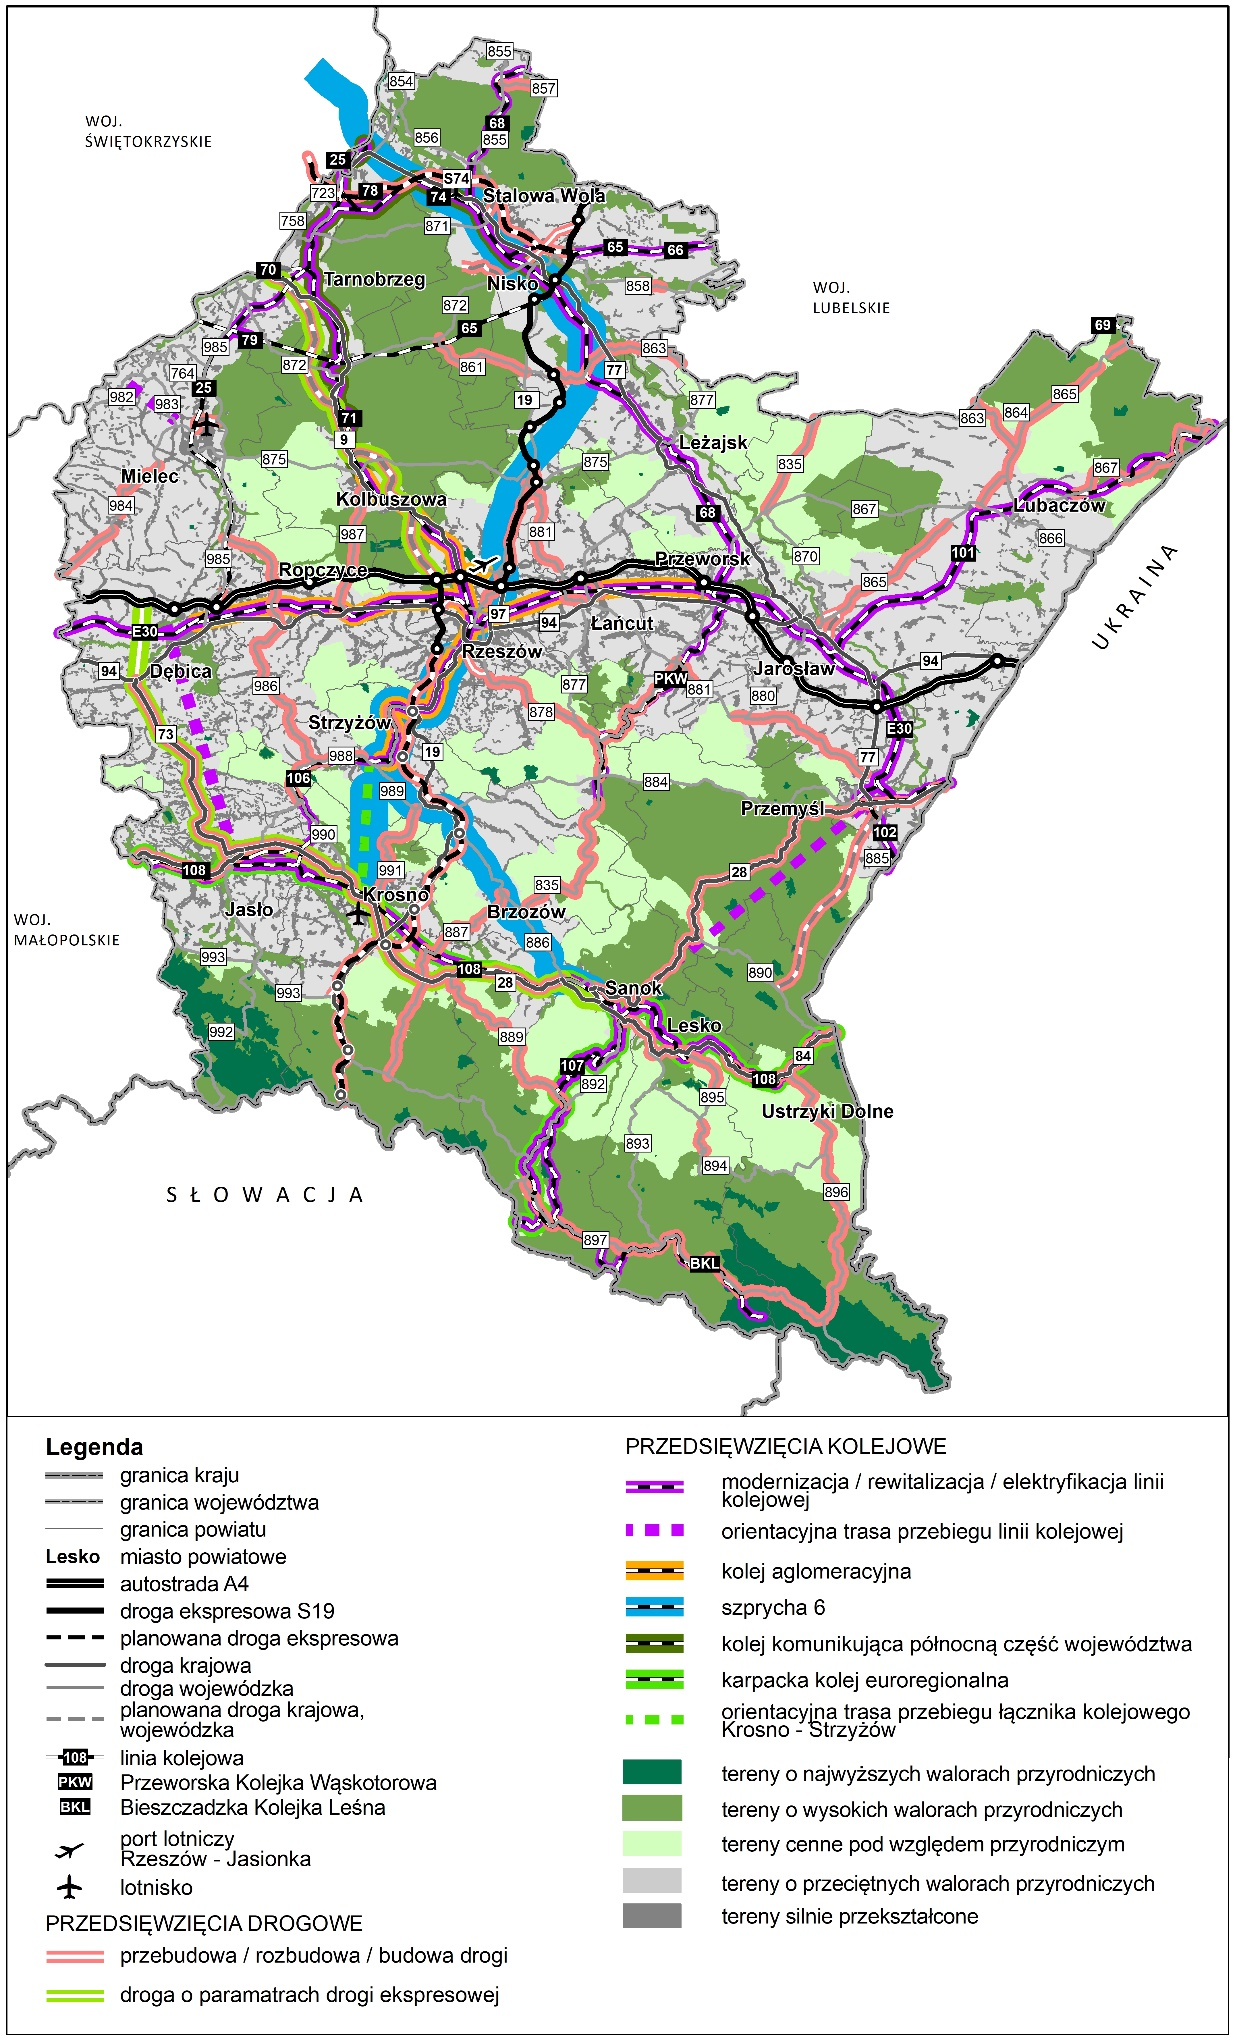 855
854
857
WOJ.
ŚWIĘTOKRZYSKIE
68
856
855
25
S74
723
78
74
Stalowa Wola
758
871
65
66
70
Tarnobrzeg
Nisko
858
WOJ.
LUBELSKIE
872
65
69
79
985
863
872
861
77
764
25
982
983
19
877
865
864
863
71
9
Leżajsk
875
875
835
867
Mielec
Kolbuszowa
984
68
867
Lubaczów
987
881
866
985
Przeworsk
870
101
Ropczyce
865
UKRAINA
97
94
Łańcut
E30
Rzeszów
94
Dębica
94
Jarosław
986
877
PKW
881
880
878
Strzyżów
73
E30
988
19
77
106
989
884
Przemyśl
990
102
885
108
991
28
Krosno
835
Jasło
Brzozów
WOJ.
MAŁOPOLSKIE
887
886
993
108
28
890
993
Sanok
992
889
Lesko
84
107
892
108
895
Ustrzyki Dolne
893
894
SŁOWACJA
896
897
BKL
Legenda
granica kraju
granica województwa
granica powiatu
Lesko miasto powiatowe
autostrada A4
droga ekspresowa S19
planowana droga ekspresowa
droga krajowa
droga wojewódzka
planowana droga krajowa,
wojewódzka
108 linia kolejowa
PKW Przeworska Kolejka Wąskotorowa
BKL Bieszczadzka Kolejka Leśna
port lotniczy
Rzeszów - Jasionka
lotnisko
PRZEDSIĘWZIĘCIA DROGOWE
przebudowa / rozbudowa / budowa drogi
droga o paramatrach drogi ekspresowej
PRZEDSIĘWZIĘCIA KOLEJOWE
modernizacja / rewitalizacja / elektryfikacja linii
kolejowej
orientacyjna trasa przebiegu linii kolejowej
kolej aglomeracyjna
szprycha 6
kolej komunikująca północną część województwa
karpacka kolej euroregionalna
orientacyjna trasa przebiegu łącznika kolejowego
Krosno - Strzyżów
tereny o najwyższych walorach przyrodniczych
tereny o wysokich walorach przyrodniczych
tereny cenne pod względem przyrodniczym
tereny o przeciętnych walorach przyrodniczych
tereny silnie przekształcone